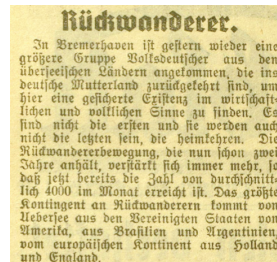 Rückwanderer.
In Bremerhaven ist gestern wieder eine
größere Gruppe Volksdeutscher aus den
überseeischen Ländern angekommen, die ins
deutsche Mutterland zurückgekehrt sind, um
hier eine gesicherte Existenz im wirtschaft-
lichen und volklichen Sinne zu finden. Es
sind nicht die ersten und sie werden auch
nicht die letzten sein, die heimkehren. Die
Rückwandererbewegung, die nun schon zwei
Jahre anhält, verstärkt sich immer mehr, so
daß jetzt bereits die Zahl von durchschnitt-
lich 4000 im Monat erreicht ist. Das größte
Kontingent an Rückwanderern kommt von
Uebersee aus den Vereinigten Staaten von
Amerika, aus Brasilien und Argentinien,
vom europäischen Kontinent aus Holland
und England.